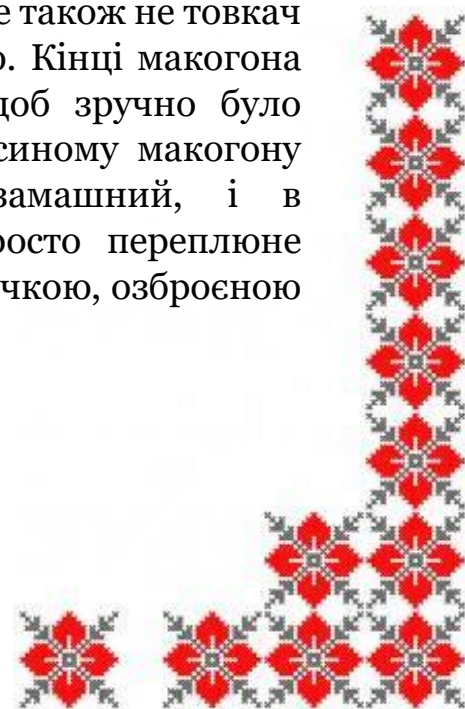 е також не товкач
о. Кінці макогона
щоб зручно було
синому макогону
замашний, і в
росто переплюне
чкою, озброєною